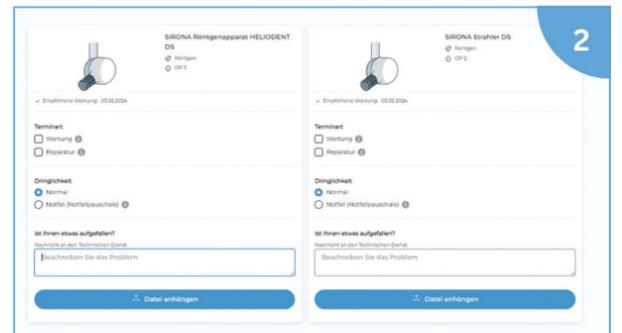 2
SIRONA Röntgenapparat HELIODENT
DS
Röntgen
OP 3
Empfohlene Wartung: 03.02.2024
Terminart
Wartung
Reparatur
Dringlichkeit
Normal
Notfall (Notfallpauschale)
Ist Ihnen etwas aufgefallen?
Nachricht an den Technischen Dienst
Beschreiben Sie das Problem
Datei anhängen
SIRONA Strahler DS
Röntgen
OP 2
Empfohlene Wartung: 03.02.2024
Terminart
Wartung
Reparatur
Dringlichkeit
Normal
Notfall (Notfallpauschale)
Ist Ihnen etwas aufgefallen?
Nachricht an den Technischen Dienst
Beschreiben Sie das Problem
Datei anhängen